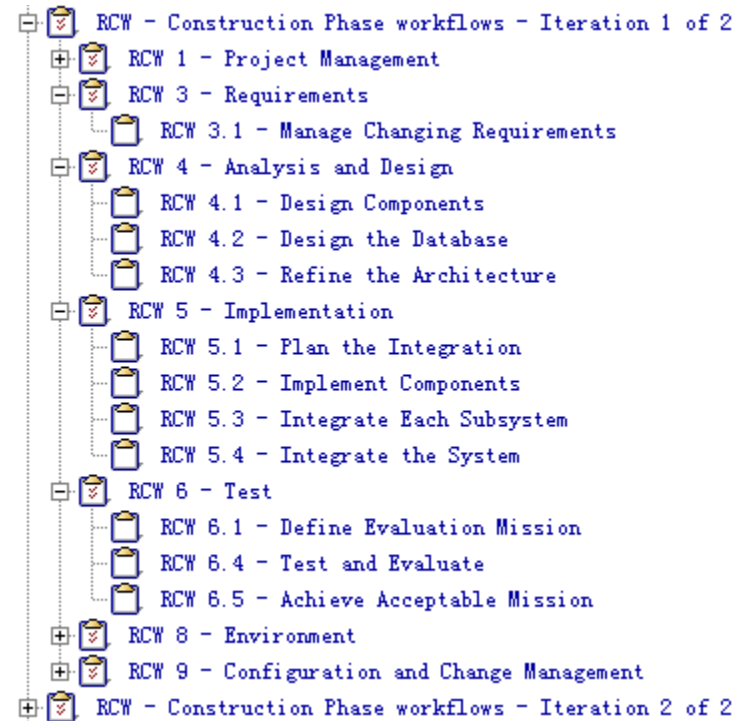 RCW - Construction Phase workflows - Iteration 1 of 2
RCW 1 - Project Management
RCW 3 - Requirements
RCW 3.1 - Manage Changing Requirements
RCW 4 - Analysis and Design
RCW 4.1 - Design Components
RCW 4.2 - Design the Database
RCW 4.3 - Refine the Architecture
RCW 5 - Implementation
RCW 5.1 - Plan the Integration
RCW 5.2 - Implement Components
RCW 5.3 - Integrate Each Subsystem
RCW 5.4 - Integrate the System
RCW 6 - Test
RCW 6.1 - Define Evaluation Mission
RCW 6.4 - Test and Evaluate
RCW 6.5 - Achieve Acceptable Mission
RCW 8 - Environment
RCW 9 - Configuration and Change Management
RCW - Construction Phase workflows - Iteration 2 of 2